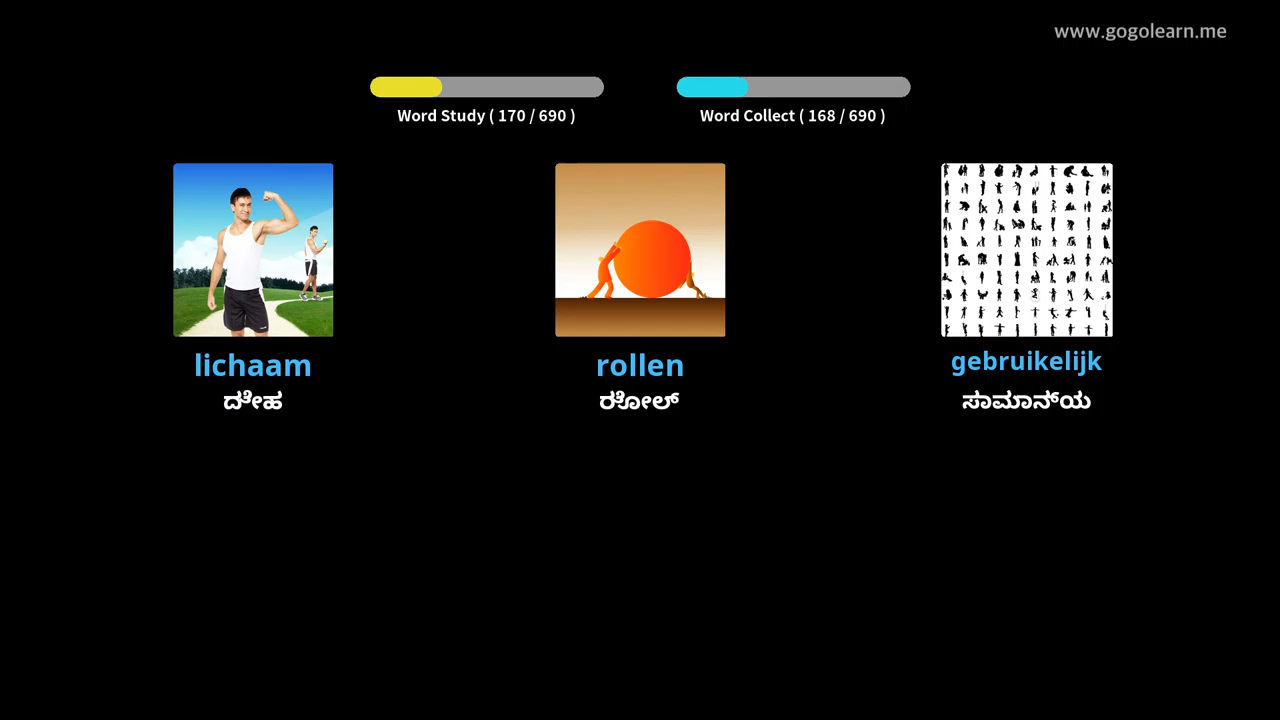 www.gogolearn.me
Word Study ( 170 / 690 )
Word Collect ( 168 / 690 )
lichaam
rollen
gebruikelijk
ದೇಹ
ರೋಲ್
ಸಾಮಾನ್ಯ